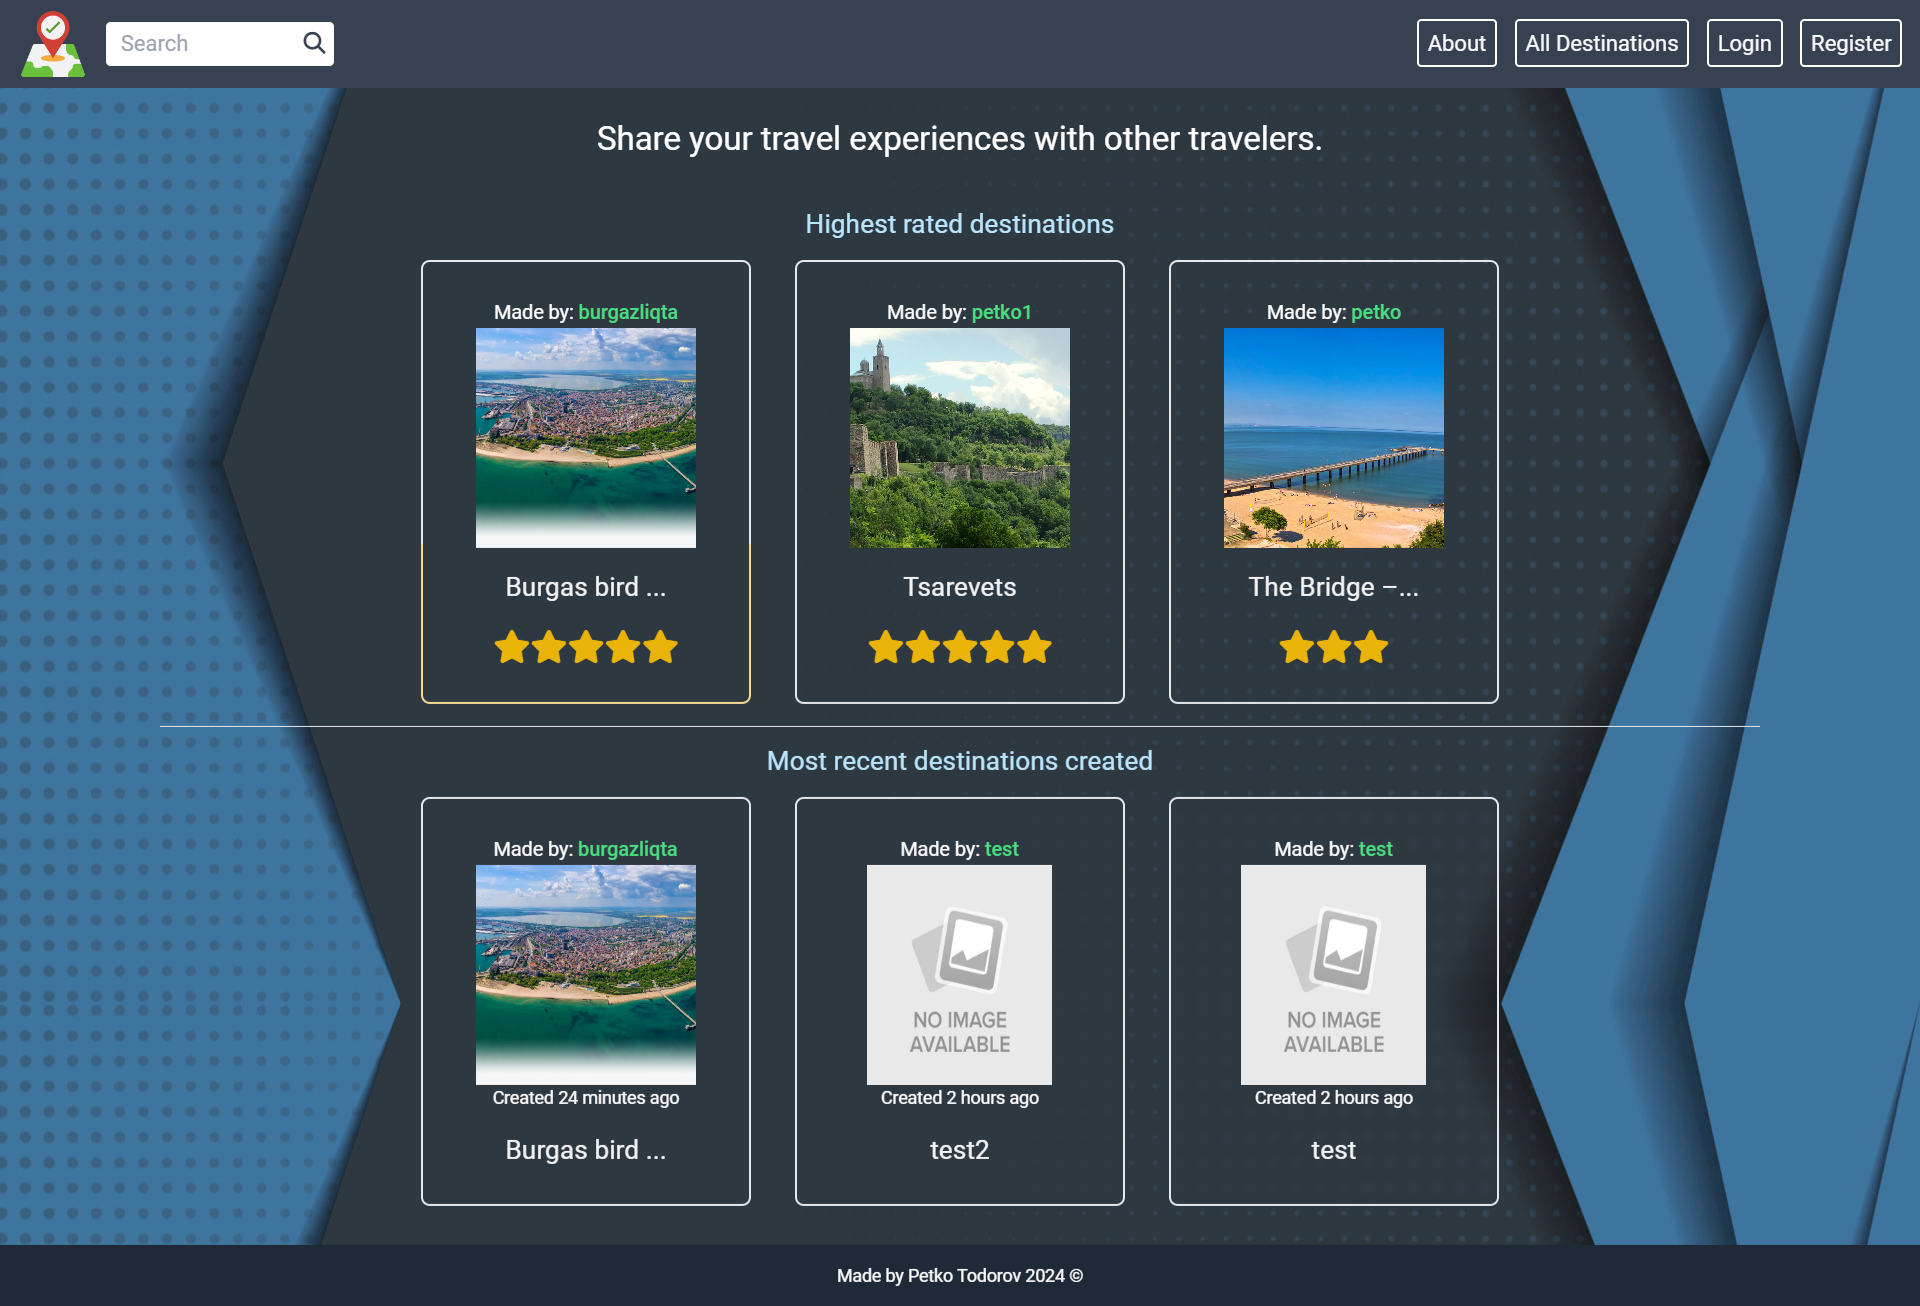 Search
About
All Destinations
Login
Register
Share your travel experiences with other travelers.
Highest rated destinations
Made by: burgazliqta
Burgas bird ...
Made by: petko1
Tsarevets
Made by: petko
The Bridge –...
Most recent destinations created
Made by: burgazliqta
Created 24 minutes ago
Burgas bird ...
Made by: test
NO IMAGE
AVAILABLE
Created 2 hours ago
test2
Made by: test
NO IMAGE
AVAILABLE
Created 2 hours ago
test
Made by Petko Todorov 2024 ©